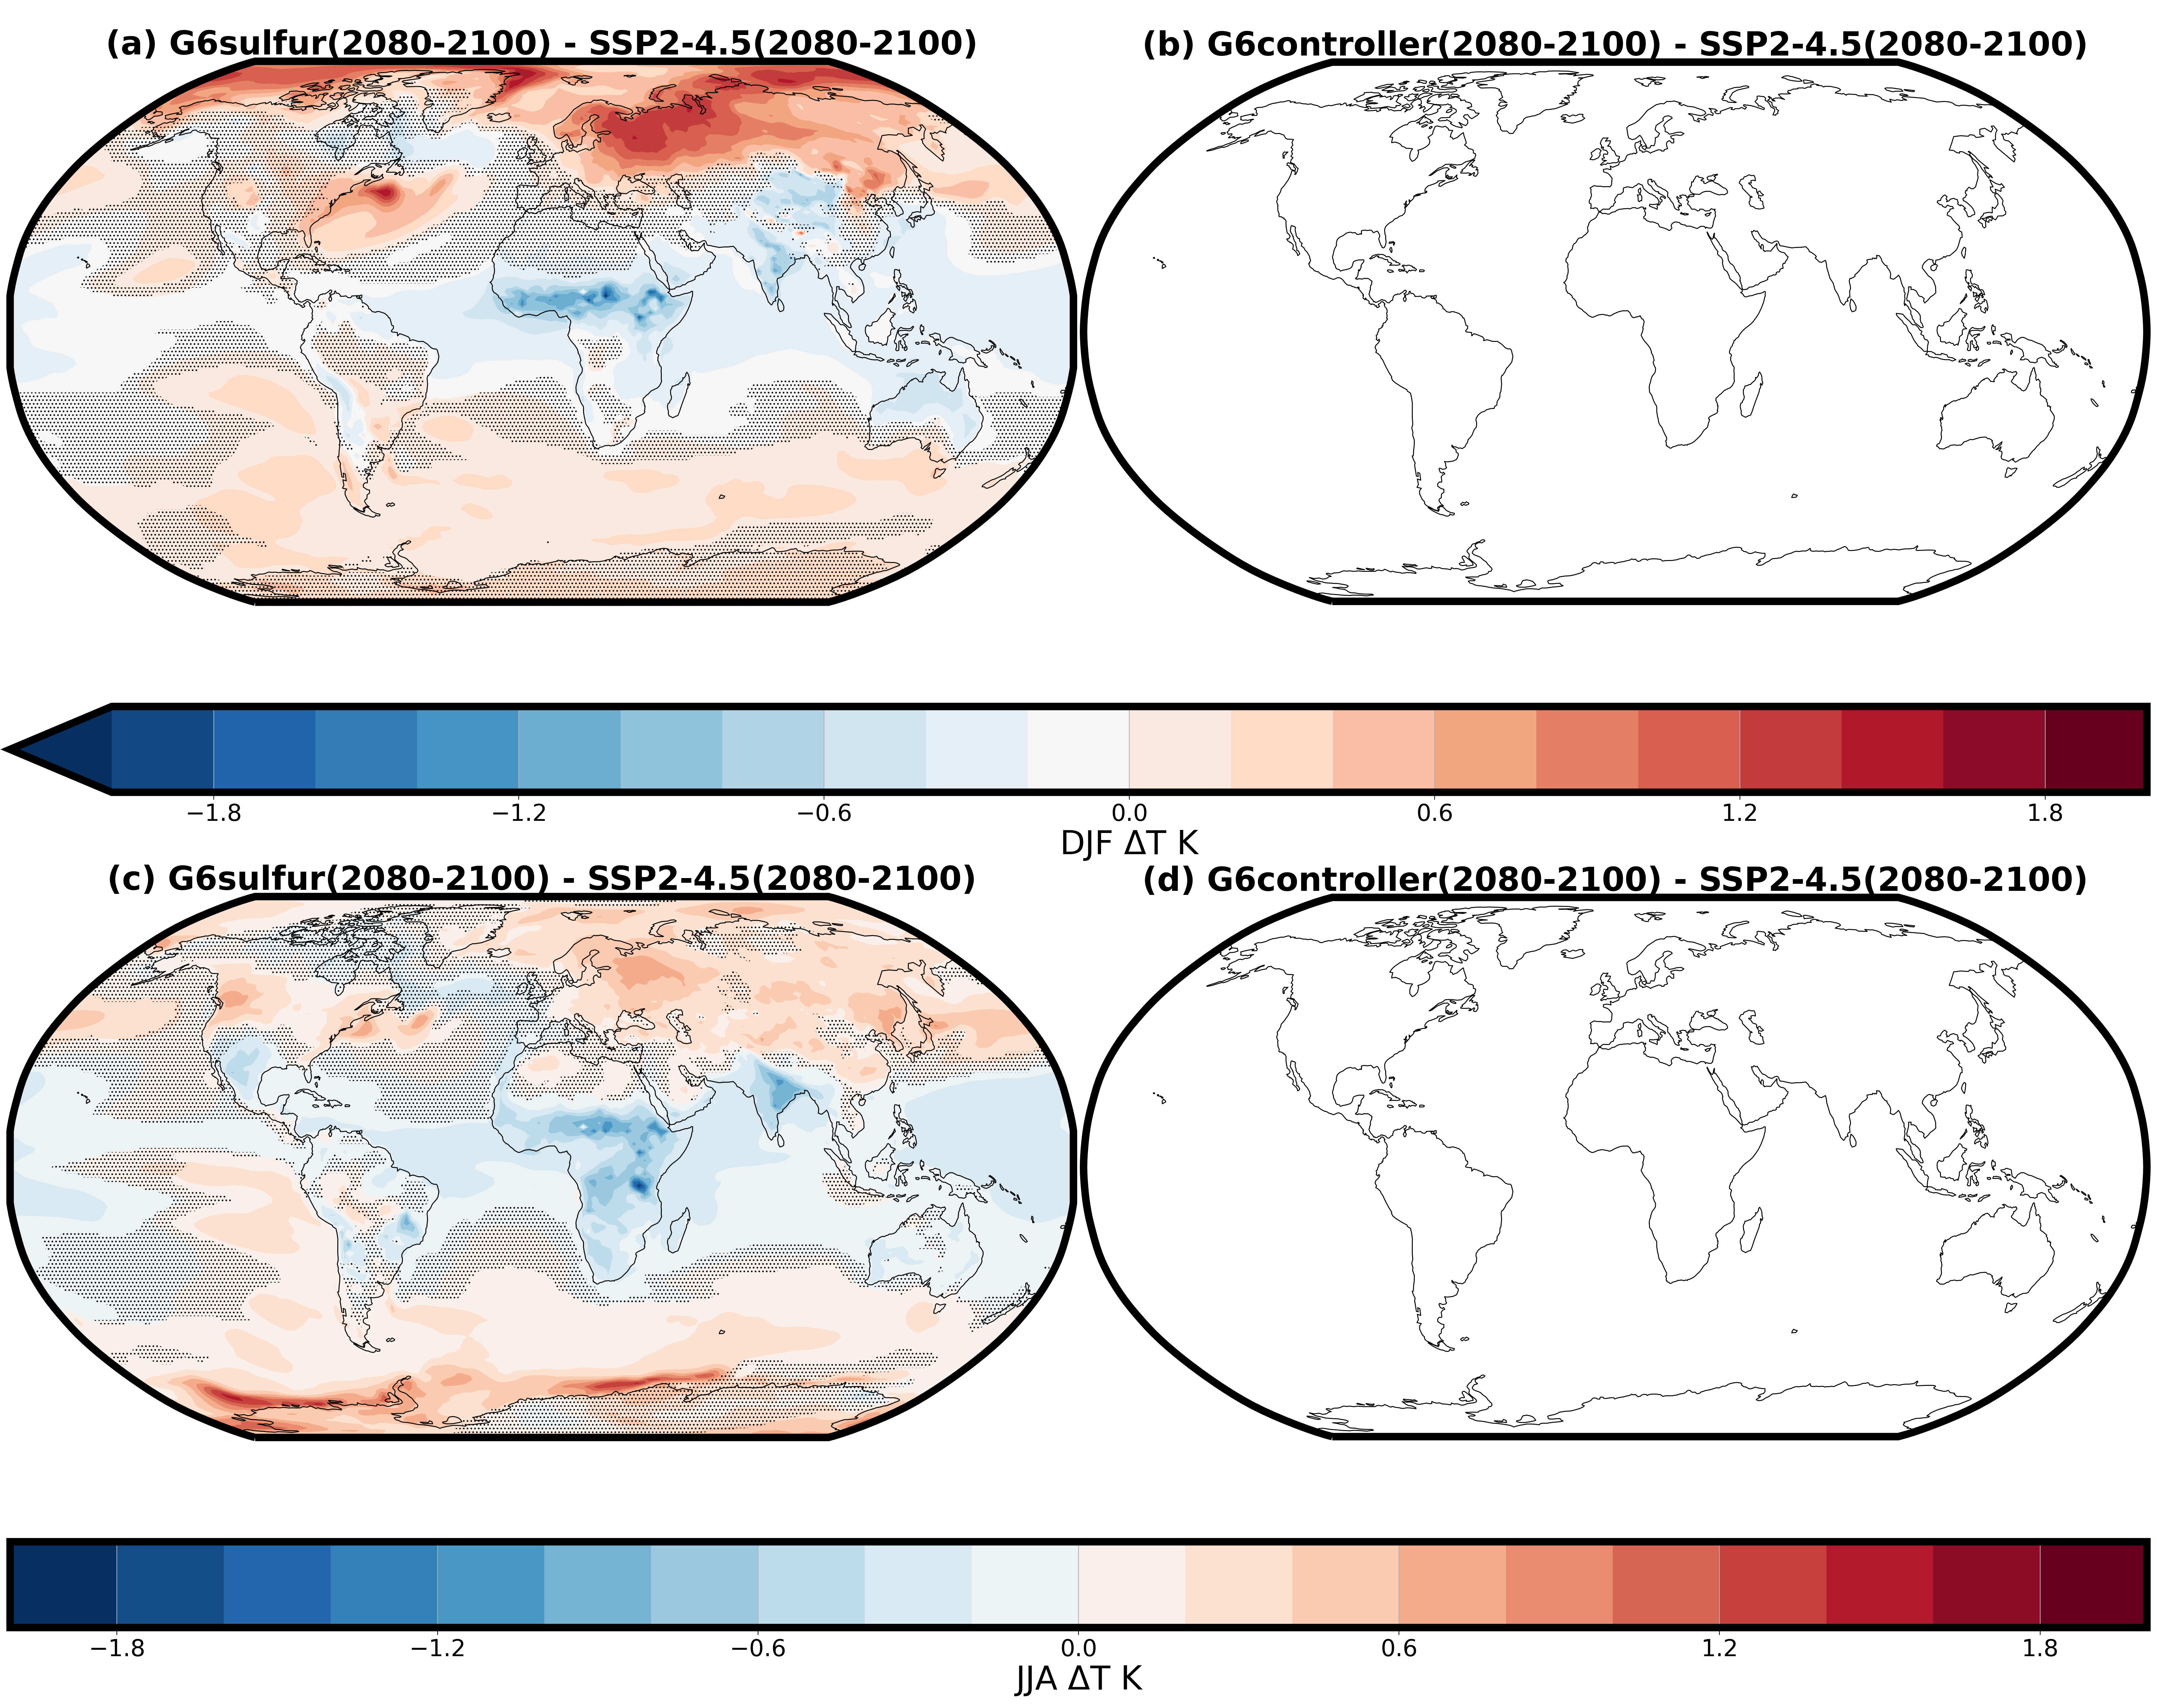 (a) G6sulfur(2080-2100) - SSP2-4.5(2080-2100)
(b) G6controller(2080-2100) - SSP2-4.5(2080-2100)
−1.8 −1.2 −0.6 0.0 0.6 1.2 1.8
DJF ΔT K
(c) G6sulfur(2080-2100) - SSP2-4.5(2080-2100)
(d) G6controller(2080-2100) - SSP2-4.5(2080-2100)
−1.8 −1.2 −0.6 0.0 0.6 1.2 1.8
JJA ΔT K